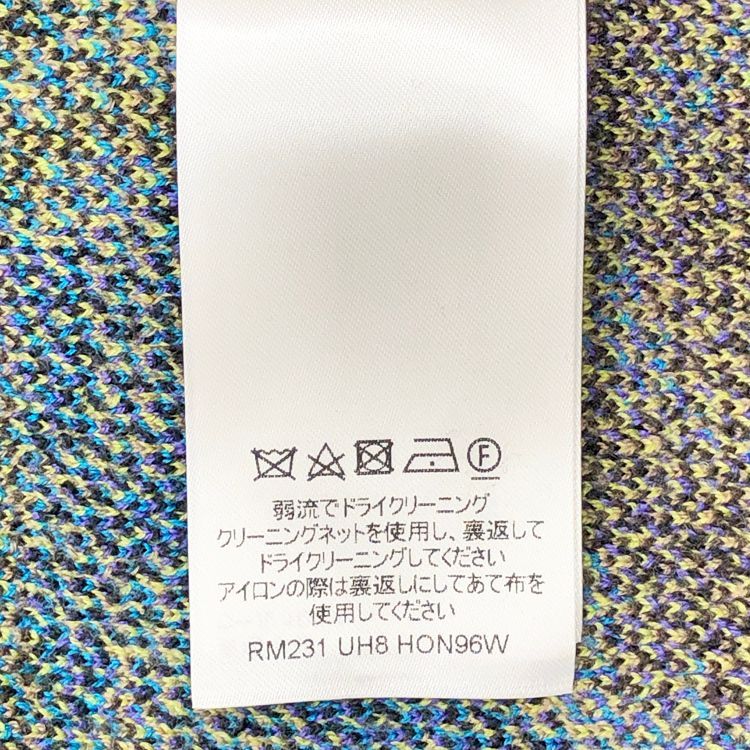 F
弱流でドライクリーニング
クリーニングネットを使用し、裏返して
ドライクリーニングしてください
アイロンの際は裏返しにしてあて布を
使用してください
RM231 UH8 HON96W